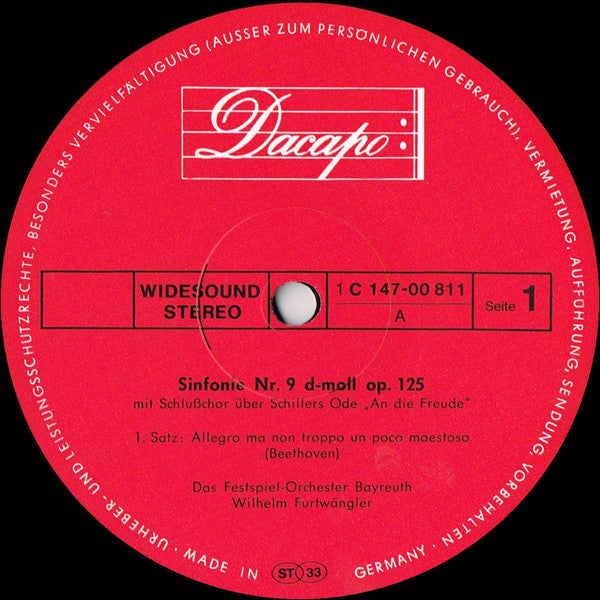 Dacapo
WIDESOUND
STEREO
1 C 147-00 811
A
Seite 1
Sinfonie Nr. 9 d-moll op. 125
mit Schlußchor über Schillers Ode „An die Freude“
1. Satz: Allegro ma non troppo un poco maestoso
(Beethoven)
Das Festspiel-Orchester Bayreuth
Wilhelm Furtwängler
URHEBER- UND LEISTUNGSSCHUTZRECHTE, BESONDERS VERVIELFÄLTIGUNG (AUSSER ZUM PERSÖNLICHEN GEBRAUCH), VERMIETUNG, AUFFÜHRUNG, SENDUNG, VORBEHALTEN · MADE IN GERMANY ·
ST 33